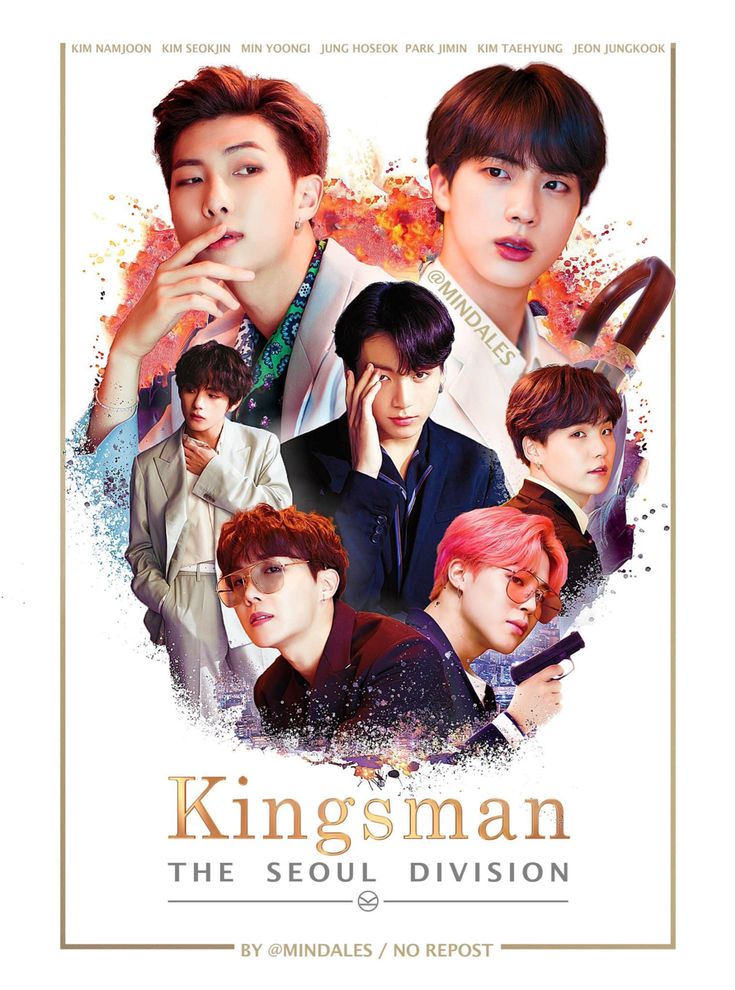 KIM NAMJOON KIM SEOKJIN MIN YOONGI JUNG HOSEOK PARK JIMIN KIM TAEHYUNG JEON JUNGKOOK
@MINDALES
Kingsman
THE SEOUL DIVISION
BY @MINDALES / NO REPOST